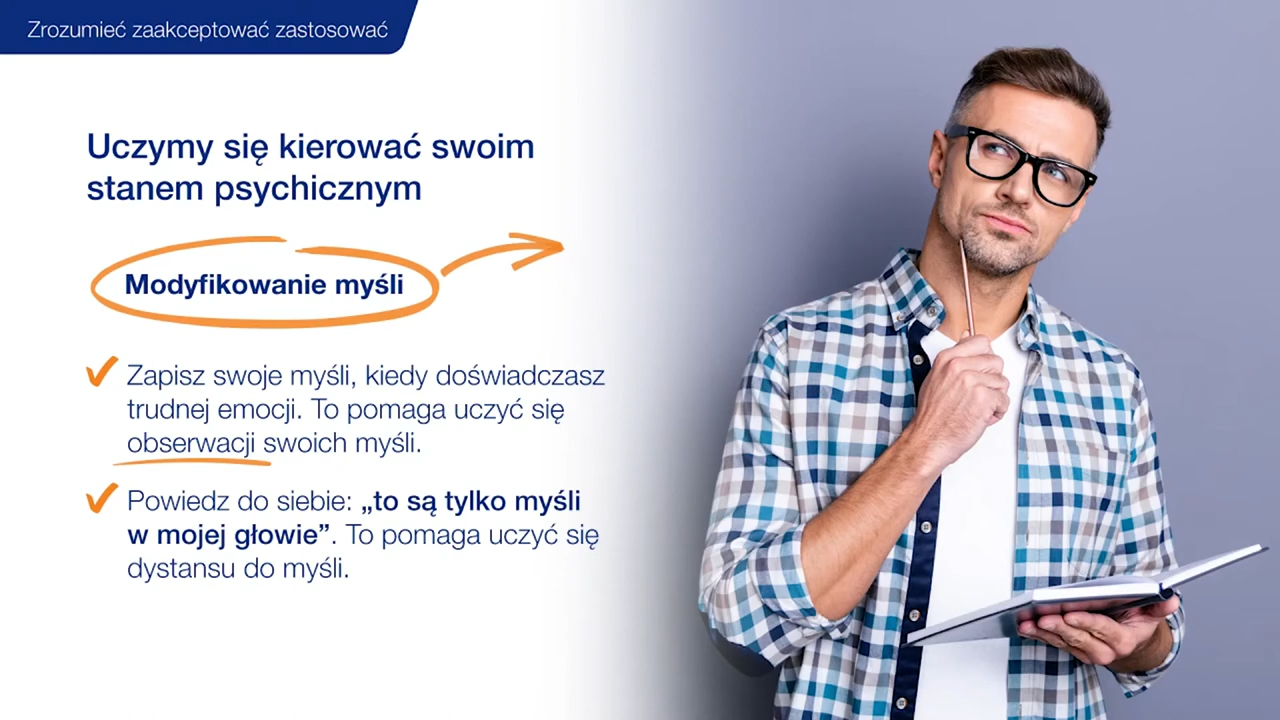 Zrozumieć zaakceptować zastosować
Uczymy się kierować swoim
stanem psychicznym
Modyfikowanie myśli
Zapisz swoje myśli, kiedy doświadczasz
trudnej emocji. To pomaga uczyć się
obserwacji swoich myśli.
Powiedz do siebie: „to są tylko myśli
w mojej głowie”. To pomaga uczyć się
dystansu do myśli.